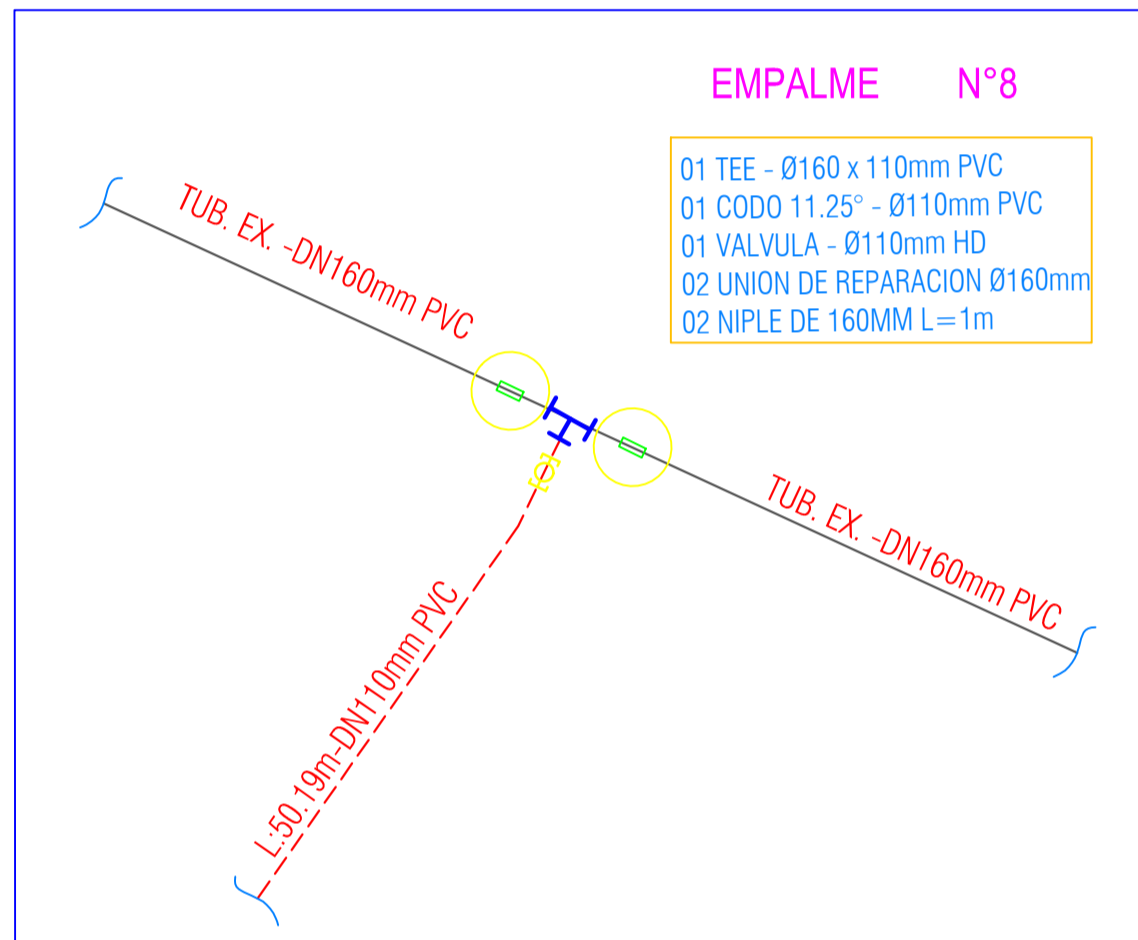 EMPALME N°8
01 TEE - Ø160 x 110mm PVC
01 CODO 11.25° - Ø110mm PVC
01 VALVULA - Ø110mm HD
02 UNION DE REPARACION Ø160mm
02 NIPLE DE 160MM L=1m
TUB. EX. -DN160mm PVC
TUB. EX. -DN160mm PVC
L:50.19m-DN110mm PVC